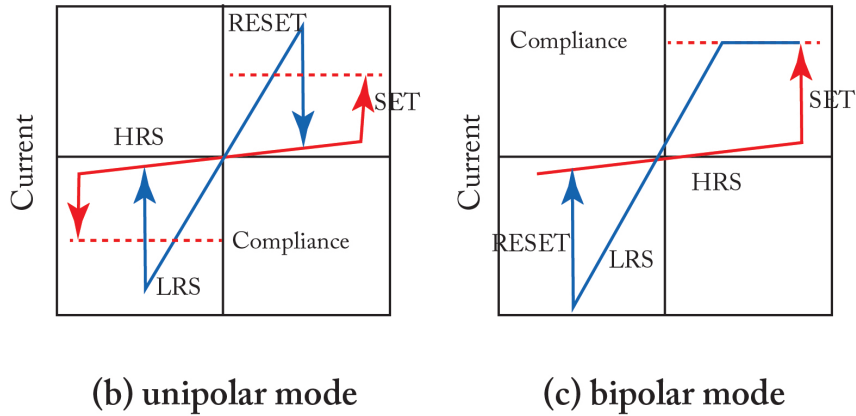 RESET
SET
HRS
Current
Compliance
LRS
(b) unipolar mode
Compliance
SET
HRS
Current
RESET
LRS
(c) bipolar mode